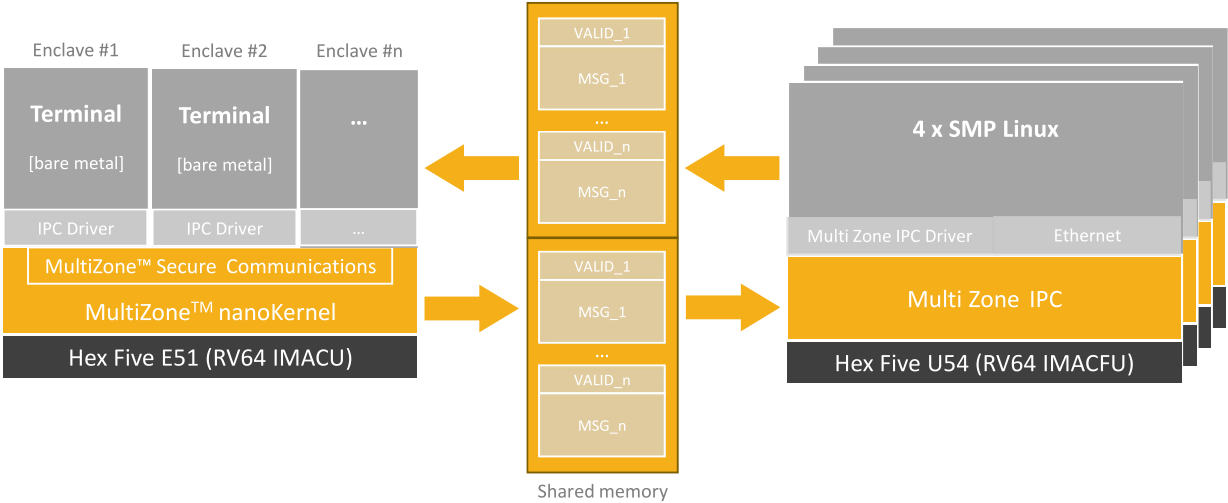 Enclave #1
Enclave #2
Enclave #n
Terminal
[bare metal]
Terminal
[bare metal]
...
IPC Driver
IPC Driver
...
MultiZone™ Secure Communications
MultiZone™ nanoKernel
Hex Five E51 (RV64 IMACU)
VALID_1
MSG_1
...
VALID_n
MSG_n
VALID_1
MSG_1
...
VALID_n
MSG_n
Shared memory
4 x SMP Linux
Multi Zone IPC Driver
Ethernet
Multi Zone IPC
Hex Five U54 (RV64 IMACFU)